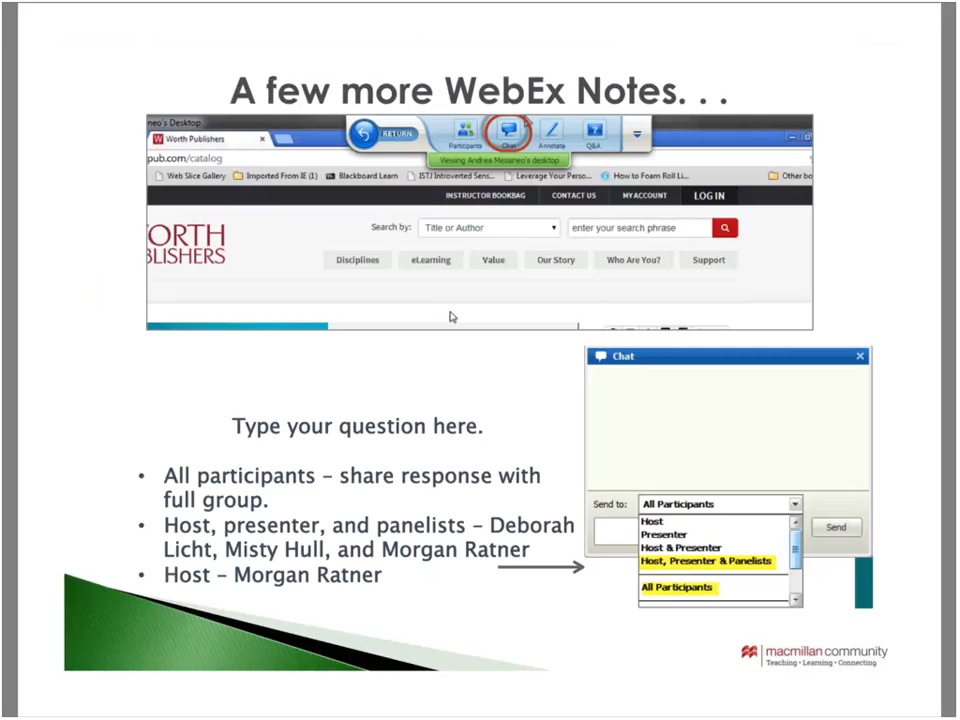 A few more WebEx Notes. . .
neo's Desktop
Worth Publishers
RETURN
Participants
Chat
Annotate
Q&A
pub.com/catalog
Viewing Andrea Messaneo's desktop
Web Slice Gallery
Imported From IE (1)
Blackboard Learn
ISTJ Introverted Sens...
Leverage Your Perso...
How to Foam Roll Li...
Other bo
INSTRUCTOR BOOKBAG
CONTACT US
MY ACCOUNT
LOG IN
ORTH
BLISHERS
Search by:
Title or Author
enter your search phrase
Disciplines
eLearning
Value
Our Story
Who Are You?
Support
Chat
Type your question here.
• All participants – share response with
full group.
• Host, presenter, and panelists – Deborah
Licht, Misty Hull, and Morgan Ratner
• Host – Morgan Ratner
Send to:
All Participants
Host
Presenter
Host & Presenter
Host, Presenter & Panelists
All Participants
Send
macmillan community
Teaching • Learning • Connecting